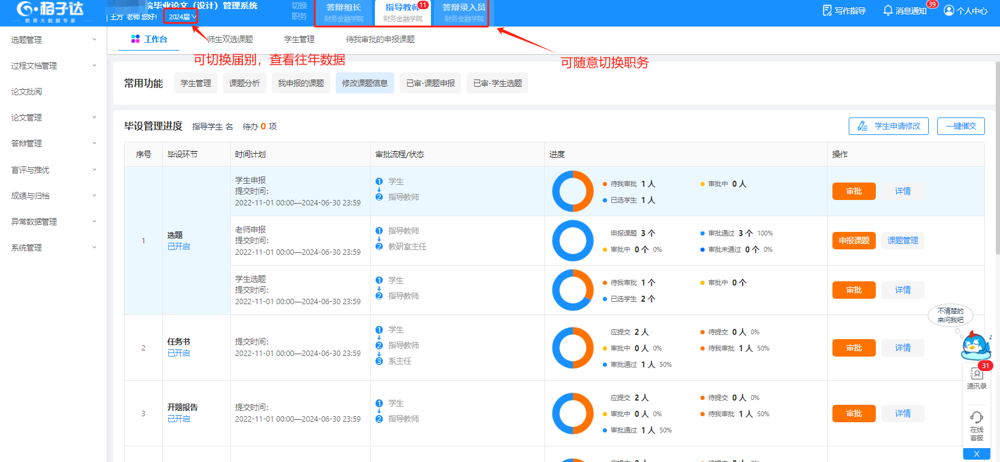 格子达
教育大数据专家
院毕业论文（设计）管理系统
王万 老师 您好!
2024届
切换
职务
答辩组长
财务金融学院
指导教师
11
财务金融学院
答辩录入员
财务金融学院
写作指导
消息通知
39
个人中心
选题管理
过程文档管理
论文批阅
论文管理
答辩管理
盲评与推优
成绩与归档
异常数据管理
系统管理
工作台
师生双选课题
学生管理
待我审批的申报课题
可切换届别，查看往年数据
可随意切换职务
常用功能
学生管理
课题分析
我申报的课题
修改课题信息
已审-课题申报
已审-学生选题
毕设管理进度 指导学生 名 待办 0 项
学生申请修改
一键催交
序号 毕设环节 时间计划 审批流程/状态 进度 操作
1
选题
已开启
学生申报
提交时间:
2022-11-01 00:00—2024-06-30 23:59
1 学生
2 指导教师
待我审批 1 人 审批中 0 人
已选学生 1 人
审批 详情
老师申报
提交时间:
2022-11-01 00:00—2024-06-30 23:59
1 指导教师
2 教研室主任
申报课题 3 个 审批通过 3 个 100%
审批中 0 个 0% 审批未通过 0 个 0%
申报课题 课题管理
学生选题
提交时间:
2022-11-01 00:00—2024-06-30 23:59
1 学生
2 指导教师
待我审批 1 个 审批中 0 个
已选学生 2 个
审批 详情
2
任务书
已开启
提交时间:
2022-11-01 00:00—2024-06-30 23:59
1 学生
2 指导教师
3 系主任
应提交 2 人 待提交 0 人 0%
审批中 0 人 0% 待我审批 1 人 50%
审批通过 1 人 50%
审批 详情
3
开题报告
已开启
提交时间:
2022-11-01 00:00—2024-06-30 23:59
1 学生
2 指导教师
应提交 2 人 待提交 0 人 0%
审批中 0 人 0% 待我审批 1 人 50%
审批通过 1 人 50%
审批 详情
不清楚的
来问我吧
31
通讯录
在线
客服
X